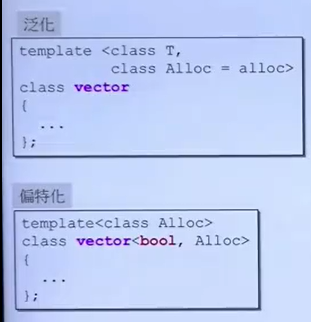 泛化
template <class T,
class Alloc = alloc>
class vector
{
...
};
偏特化
template<class Alloc>
class vector<bool, Alloc>
{
...
};